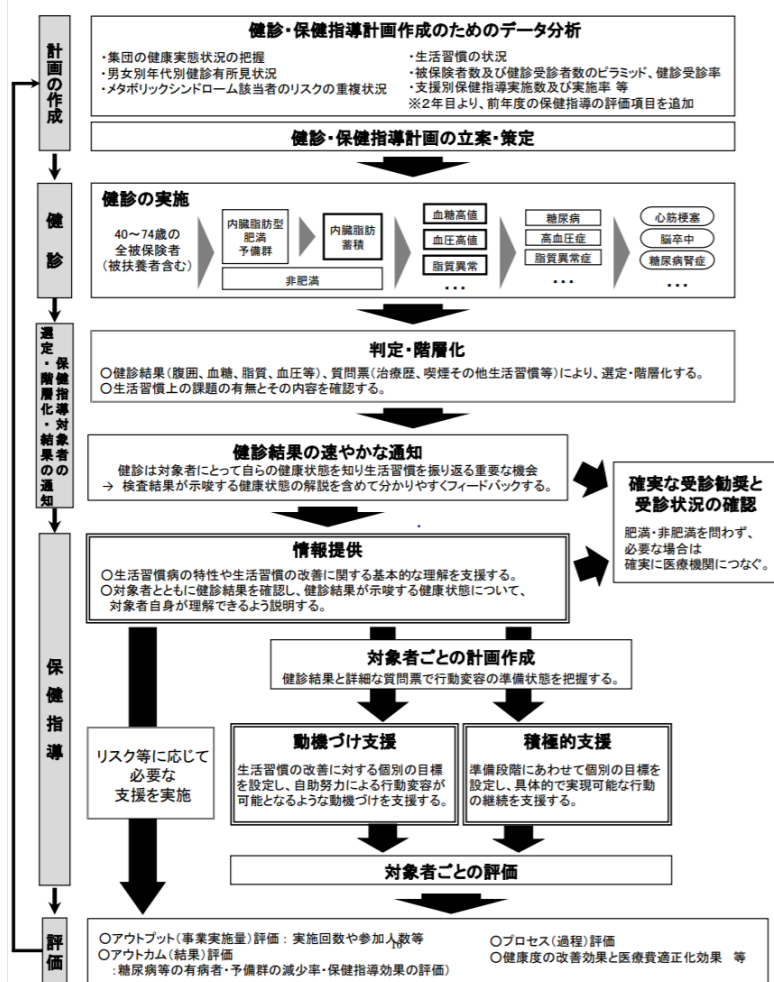 計画の作成
健診・保健指導計画作成のためのデータ分析
・集団の健康実態状況の把握
・男女別年代別健診有所見状況
・メタボリックシンドローム該当者のリスクの重複状況
・生活習慣の状況
・被保険者数及び健診受診者数のピラミッド、健診受診率
・支援別保健指導実施数及び実施率 等
※2年目より、前年度の保健指導の評価項目を追加
健診・保健指導計画の立案・策定
健診
健診の実施
40~74歳の
全被保険者
(被扶養者含む)
内臓脂肪型
肥満
予備群
内臓脂肪
蓄積
非肥満
血糖高値
血圧高値
脂質異常
・・・
糖尿病
高血圧症
脂質異常症
・・・
心筋梗塞
脳卒中
糖尿病腎症
・・・
保健指導対象者の
選定・階層化・結果の通知
判定・階層化
○健診結果(腹囲、血糖、脂質、血圧等)、質問票(治療歴、喫煙その他生活習慣等)により、選定・階層化する。
○生活習慣上の課題の有無とその内容を確認する。
健診結果の速やかな通知
健診は対象者にとって自らの健康状態を知り生活習慣を振り返る重要な機会
→ 検査結果が示唆する健康状態の解説を含めて分かりやすくフィードバックする。
確実な受診勧奨と
受診状況の確認
肥満・非肥満を問わず、
必要な場合は
確実に医療機関につなぐ。
保健指導
情報提供
○生活習慣病の特性や生活習慣の改善に関する基本的な理解を支援する。
○対象者とともに健診結果を確認し、健診結果が示唆する健康状態について、
対象者自身が理解できるよう説明する。
対象者ごとの計画作成
健診結果と詳細な質問票で行動変容の準備状態を把握する。
リスク等に応じて
必要な
支援を実施
動機づけ支援
生活習慣の改善に対する個別の目標
を設定し、自助努力による行動変容が
可能となるような動機づけを支援する。
積極的支援
準備段階にあわせて個別の目標を
設定し、具体的で実現可能な行動
の継続を支援する。
対象者ごとの評価
評価
○アウトプット(事業実施量)評価 : 実施回数や参加人数等
○アウトカム(結果)評価
:糖尿病等の有病者・予備群の減少率・保健指導効果の評価)
○プロセス(過程)評価
○健康度の改善効果と医療費適正化効果 等